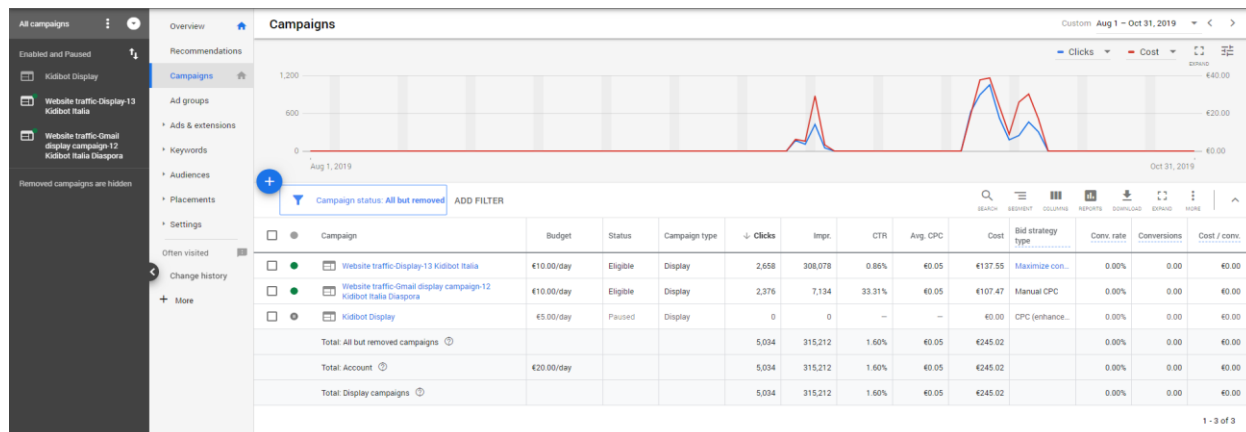 All campaigns
Enabled and Paused
Kidibot Display
Website traffic-Display-13
Kidibot Italia
Website traffic-Gmail
display campaign-12
Kidibot Italia Diaspora
Removed campaigns are hidden
Overview
Recommendations
Campaigns
Ad groups
Ads & extensions
Keywords
Audiences
Placements
Settings
Often visited
Change history
+ More
Campaigns
Custom Aug 1 – Oct 31, 2019
Clicks Cost
EXPAND
1,200 €40.00
600 €20.00
0 €0.00
Aug 1, 2019 Oct 31, 2019
Campaign status: All but removed ADD FILTER
SEARCH SEGMENT COLUMNS REPORTS DOWNLOAD EXPAND MORE
Campaign Budget Status Campaign type Clicks Impr. CTR Avg. CPC Cost Bid strategy type Conv. rate Conversions Cost / conv.
Website traffic-Display-13 Kidibot Italia €10.00/day Eligible Display 2,658 308,078 0.86% €0.05 €137.55 Maximize con... 0.00% 0.00 €0.00
Website traffic-Gmail display campaign-12 Kidibot Italia Diaspora €10.00/day Eligible Display 2,376 7,134 33.31% €0.05 €107.47 Manual CPC 0.00% 0.00 €0.00
Kidibot Display €5.00/day Paused Display 0 0 – – €0.00 CPC (enhance... 0.00% 0.00 €0.00
Total: All but removed campaigns 5,034 315,212 1.60% €0.05 €245.02 0.00% 0.00 €0.00
Total: Account €20.00/day 5,034 315,212 1.60% €0.05 €245.02 0.00% 0.00 €0.00
Total: Display campaigns 5,034 315,212 1.60% €0.05 €245.02 0.00% 0.00 €0.00
1 - 3 of 3